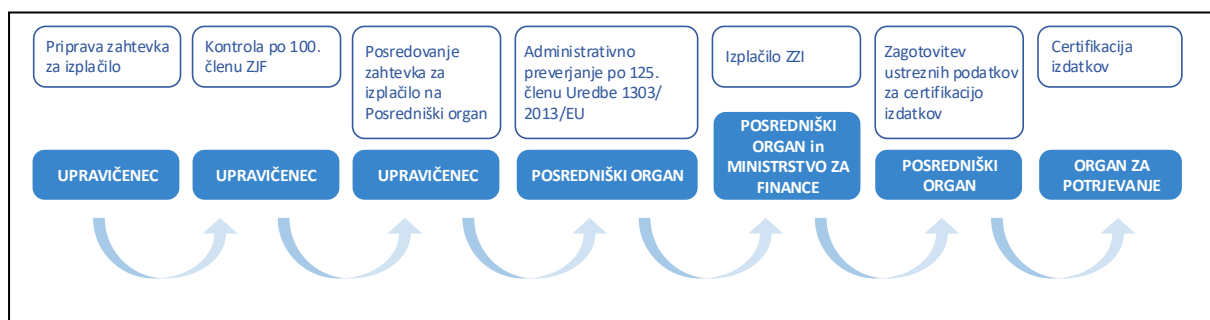 Priprava zahtevka
za izplačilo
UPRAVIČENEC
Kontrola po 100.
členu ZJF
UPRAVIČENEC
Posredovanje
zahtevka za
izplačilo na
Posredniški organ
UPRAVIČENEC
Administrativno
preverjanje po 125.
členu Uredbe 1303/
2013/EU
POSREDNIŠKI ORGAN
Izplačilo ZZI
POSREDNIŠKI
ORGAN in
MINISTRSTVO ZA
FINANCE
Zagotovitev
ustreznih podatkov
za certifikacijo
izdatkov
POSREDNIŠKI
ORGAN
Certifikacija
izdatkov
ORGAN ZA
POTRJEVANJE